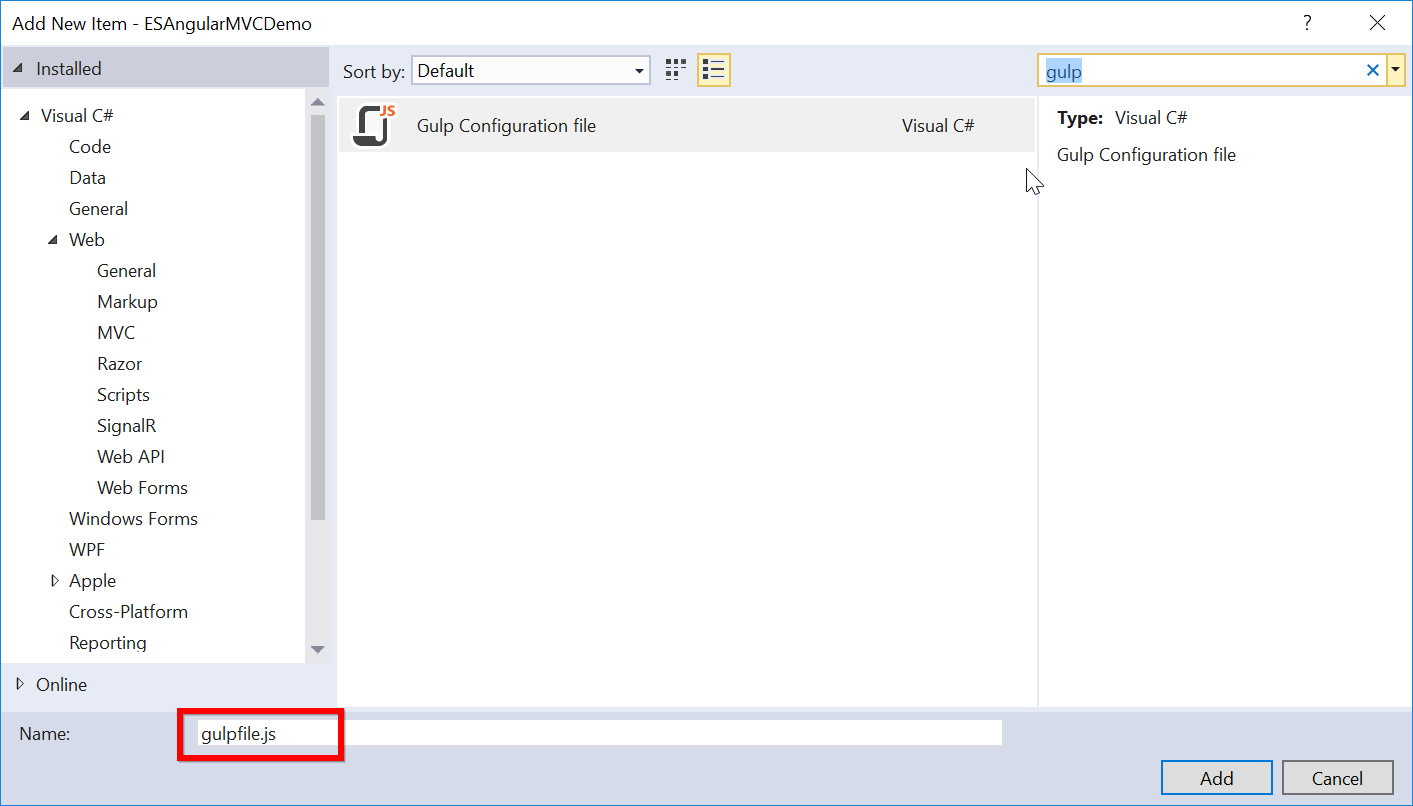 Add New Item - ESAngularMVCDemo
?
Installed
Sort by: Default
gulp
Visual C#
Code
Data
General
Web
General
Markup
MVC
Razor
Scripts
SignalR
Web API
Web Forms
Windows Forms
WPF
Apple
Cross-Platform
Reporting
Online
JS
Gulp Configuration file Visual C#
Type: Visual C#
Gulp Configuration file
Name: gulpfile.js
Add Cancel